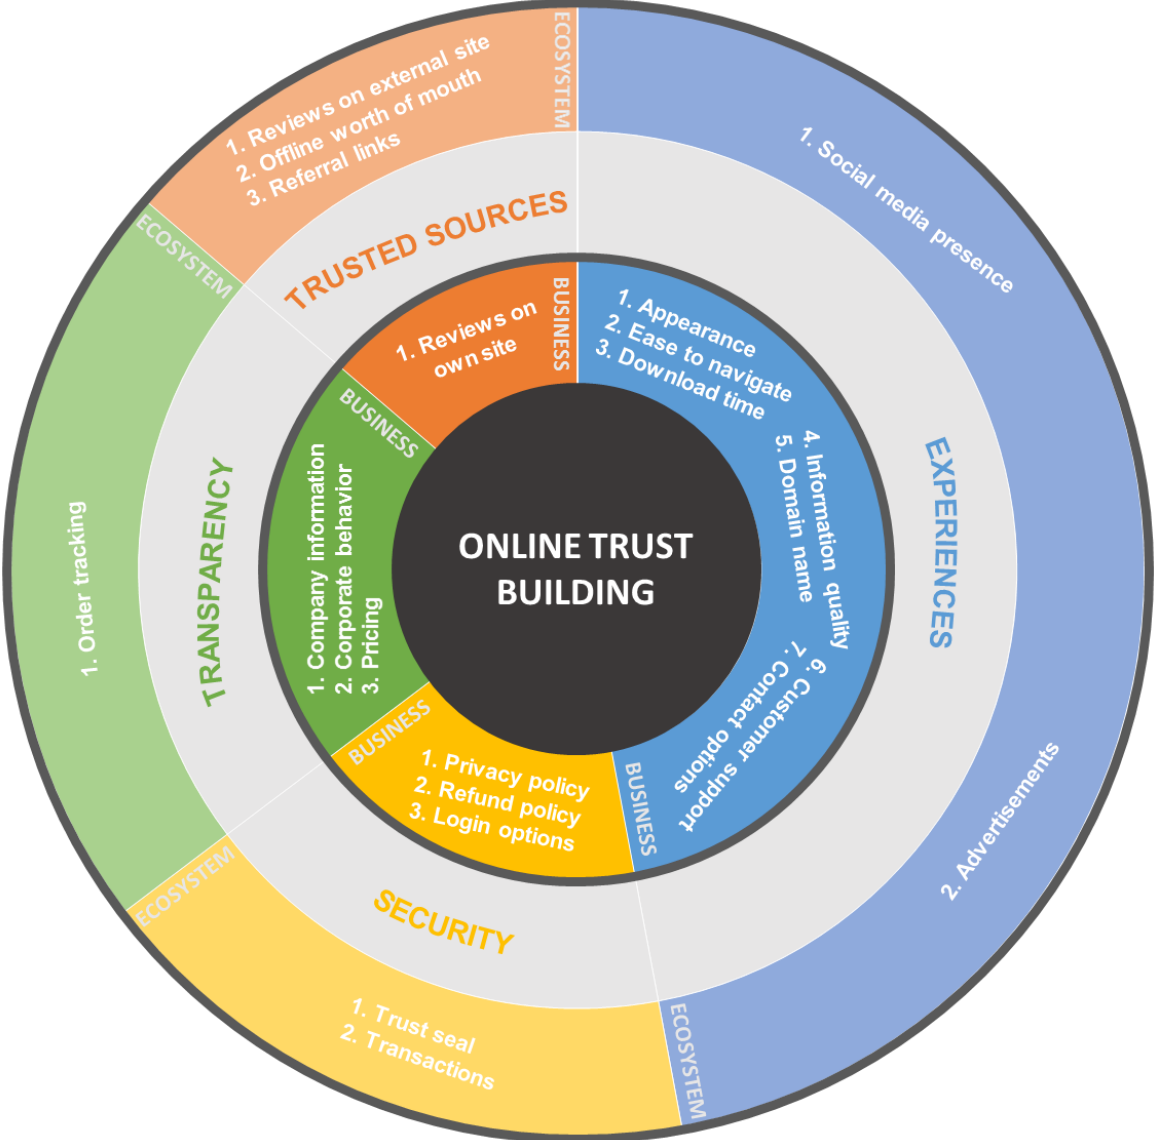 ONLINE TRUST
BUILDING
TRUSTED SOURCES
ECOSYSTEM
1. Reviews on external site
2. Offline worth of mouth
3. Referral links
BUSINESS
1. Reviews on
own site
EXPERIENCES
ECOSYSTEM
1. Social media presence
2. Advertisements
BUSINESS
1. Appearance
2. Ease to navigate
3. Download time
4. Information quality
5. Domain name
6. Customer support
7. Contact options
SECURITY
ECOSYSTEM
1. Trust seal
2. Transactions
BUSINESS
1. Privacy policy
2. Refund policy
3. Login options
TRANSPARENCY
ECOSYSTEM
1. Order tracking
BUSINESS
1. Company information
2. Corporate behavior
3. Pricing